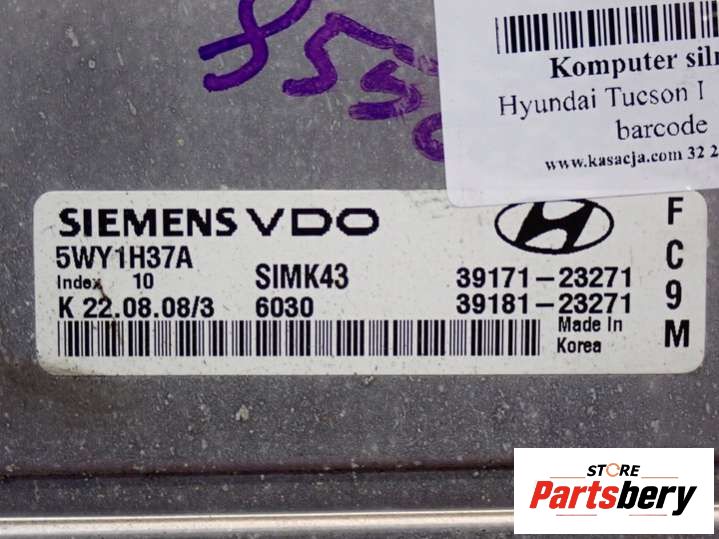 Komputer siln
Hyundai Tucson I
barcode
www.kasacja.com 32 2
SIEMENS VDO
5WY1H37A
Index 10 SIMK43 39171-23271
K 22.08.08/3 6030 39181-23271
Made In
Korea
F
C
9
M
STORE
Partsbery